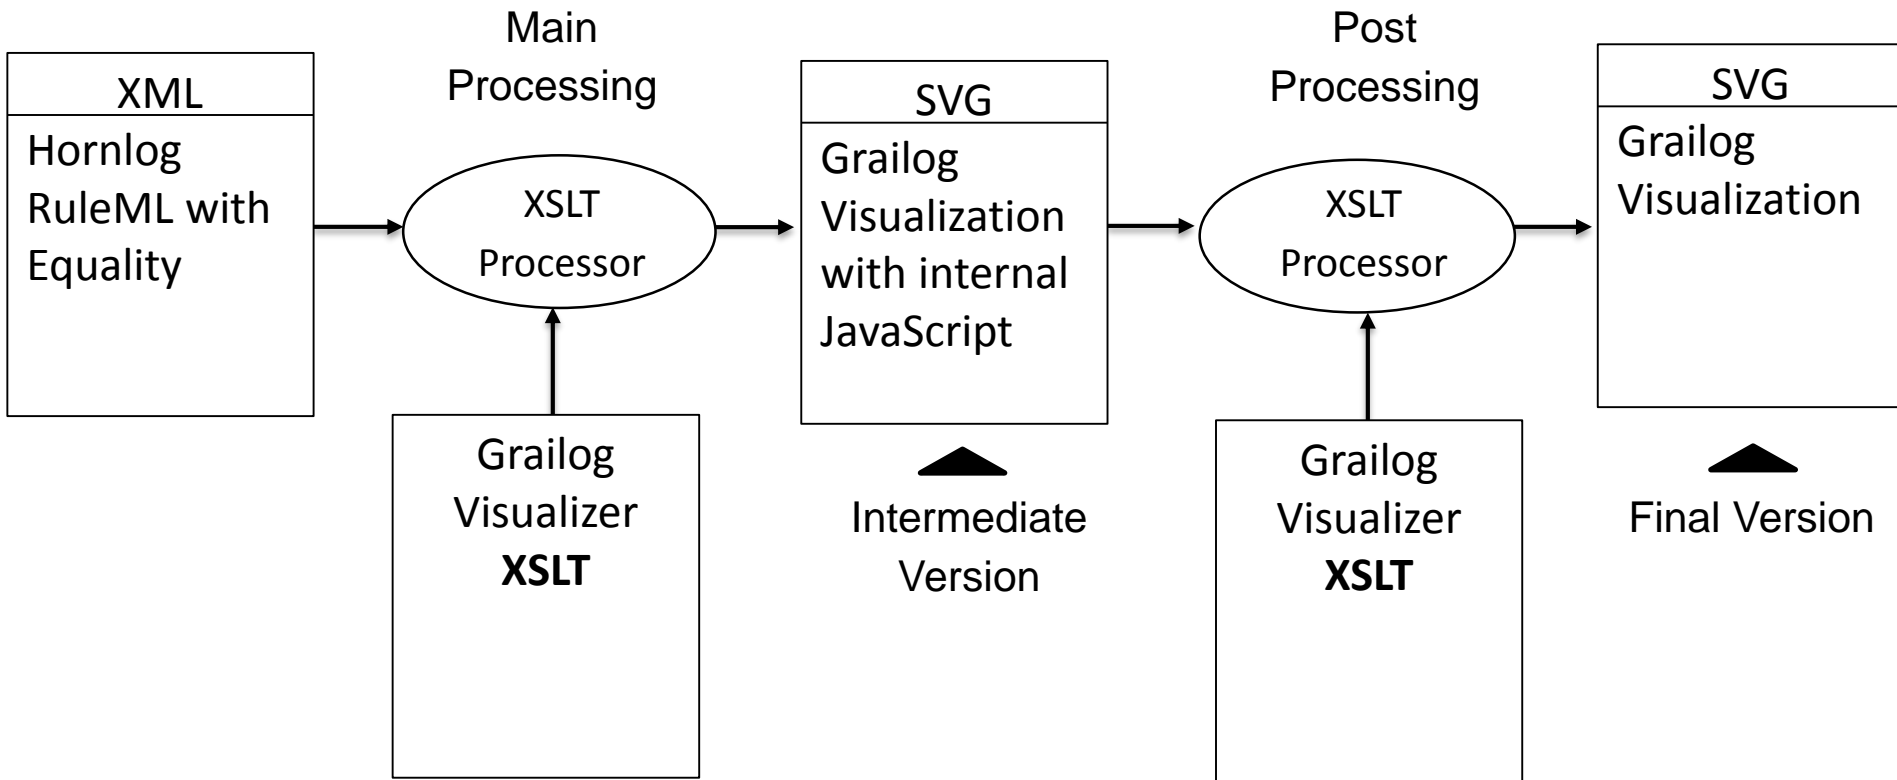 Main
Processing
Post
Processing
XML
Hornlog
RuleML with
Equality
XSLT
Processor
SVG
Grailog
Visualization
with internal
JavaScript
XSLT
Processor
SVG
Grailog
Visualization
Grailog
Visualizer
XSLT
Intermediate
Version
Grailog
Visualizer
XSLT
Final Version